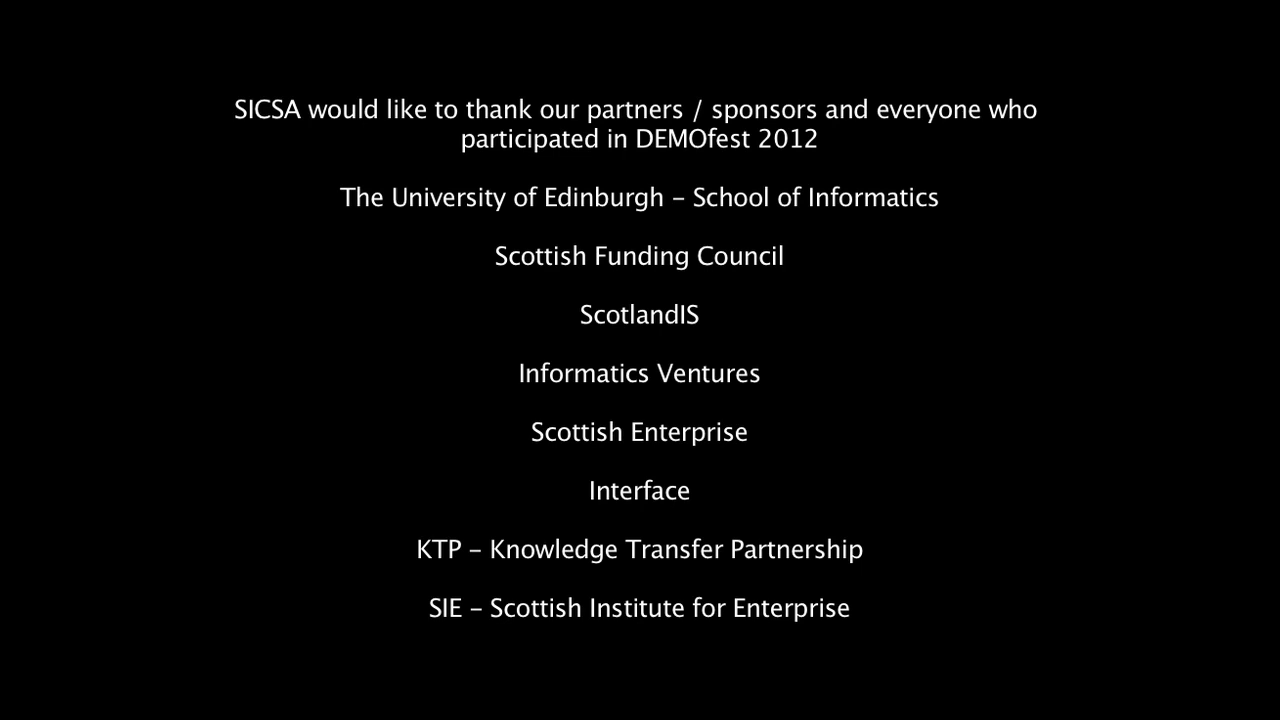 SICSA would like to thank our partners / sponsors and everyone who
participated in DEMOfest 2012
The University of Edinburgh – School of Informatics
Scottish Funding Council
ScotlandIS
Informatics Ventures
Scottish Enterprise
Interface
KTP – Knowledge Transfer Partnership
SIE – Scottish Institute for Enterprise